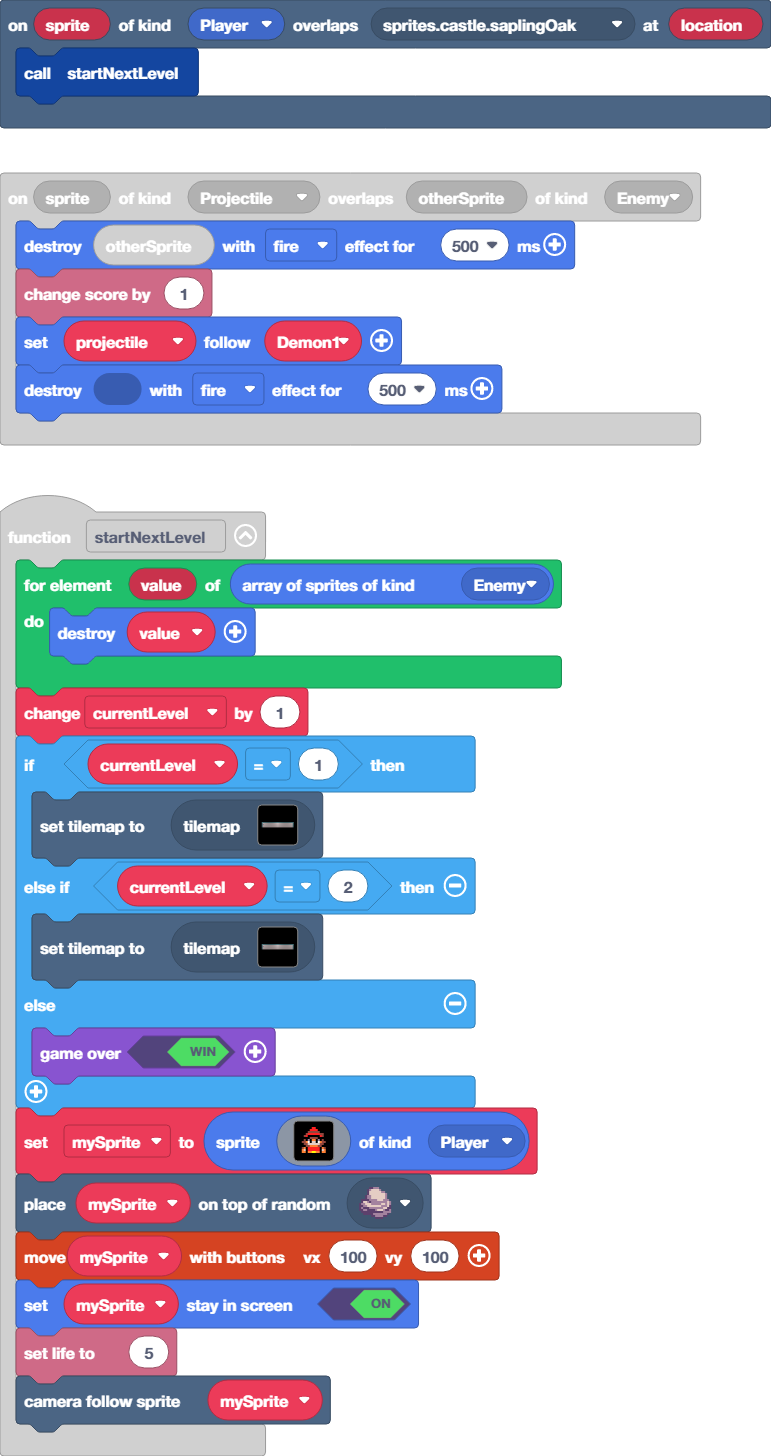 on sprite of kind Player overlaps sprites.castle.saplingOak at location
call startNextLevel
on sprite of kind Projectile overlaps otherSprite of kind Enemy
destroy otherSprite with fire effect for 500 ms
change score by 1
set projectile follow Demon1
destroy with fire effect for 500 ms
function startNextLevel
for element value of array of sprites of kind Enemy
do destroy value
change currentLevel by 1
if currentLevel = 1 then
set tilemap to tilemap
else if currentLevel = 2 then
set tilemap to tilemap
else
game over WIN
set mySprite to sprite of kind Player
place mySprite on top of random
move mySprite with buttons vx 100 vy 100
set mySprite stay in screen ON
set life to 5
camera follow sprite mySprite